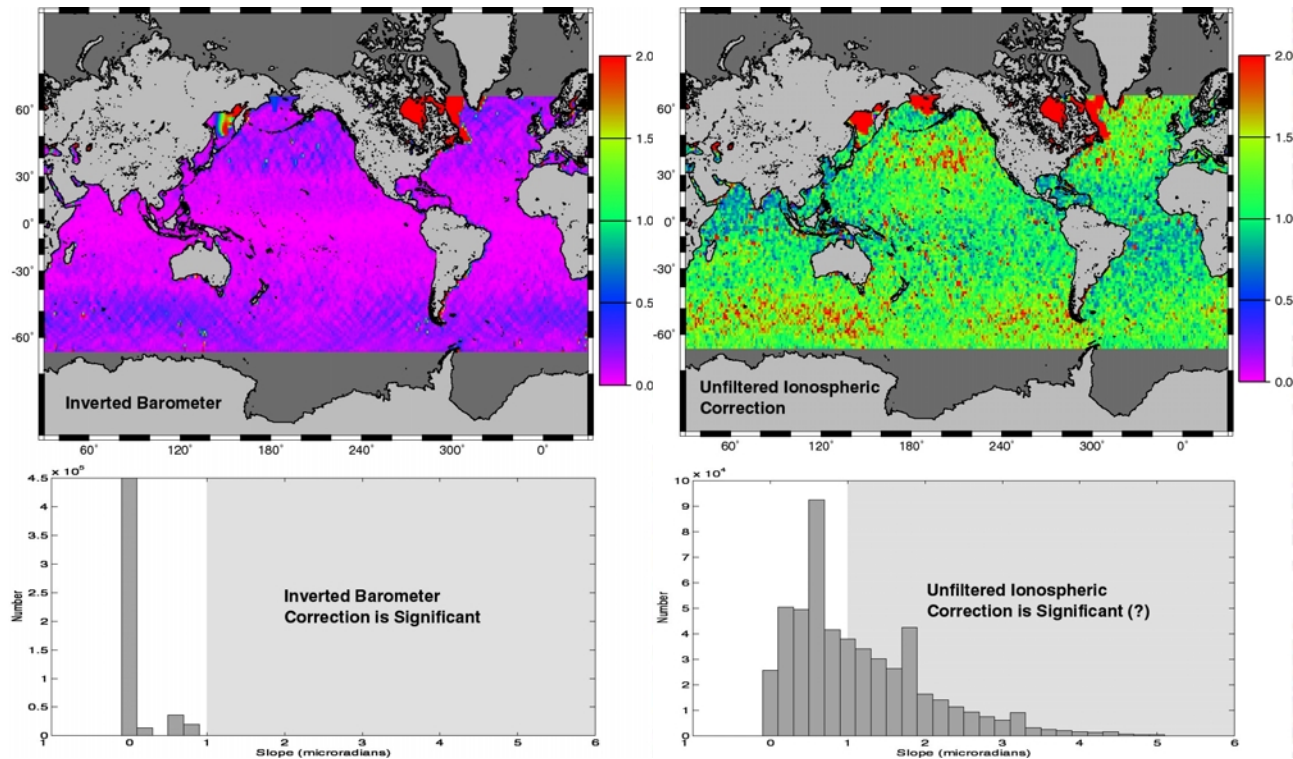 60°
30°
0°
-30°
-60°
Inverted Barometer
60° 120° 180° 240° 300° 0°
2.0
1.5
1.0
0.5
0.0
60°
30°
0°
-30°
-60°
Unfiltered Ionospheric
Correction
60° 120° 180° 240° 300° 0°
2.0
1.5
1.0
0.5
0.0
4.5 × 10⁵
4
3.5
3
2.5
2
1.5
1
0.5
0
Number
Inverted Barometer
Correction is Significant
1 0 1 2 3 4 5 6
Slope (microradians)
10 × 10⁴
9
8
7
6
5
4
3
2
1
0
Number
Unfiltered Ionospheric
Correction is Significant (?)
1 0 1 2 3 4 5 6
Slope (microradians)